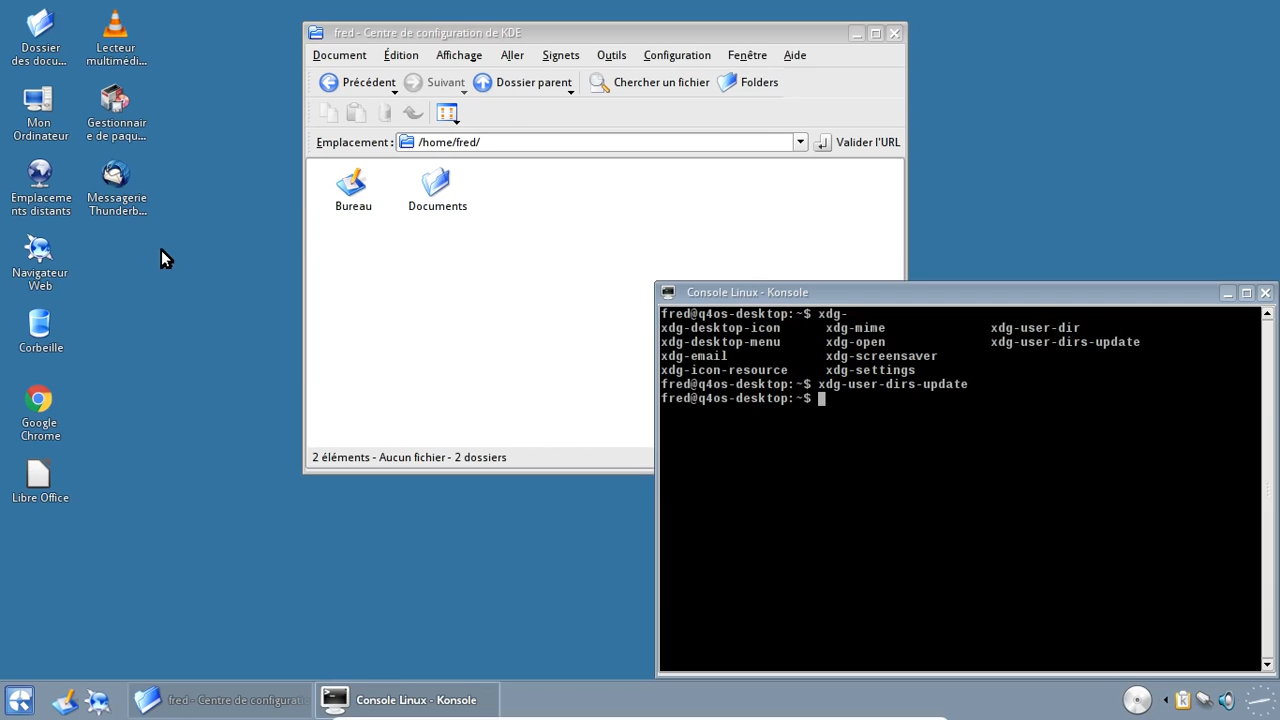 Dossier
des docu...
Lecteur
multimédi...
Mon
Ordinateur
Gestionnair
e de paqu...
Emplaceme
nts distants
Messagerie
Thunderb...
Navigateur
Web
Corbeille
Google
Chrome
Libre Office
fred - Centre de configuration de KDE
Document Édition Affichage Aller Signets Outils Configuration Fenêtre Aide
Précédent Suivant Dossier parent Chercher un fichier Folders
Emplacement : /home/fred/ Valider l'URL
Bureau Documents
2 éléments - Aucun fichier - 2 dossiers
Console Linux - Konsole
fred@q4os-desktop:~$ xdg-
xdg-desktop-icon xdg-mime xdg-user-dir
xdg-desktop-menu xdg-open xdg-user-dirs-update
xdg-email xdg-screensaver
xdg-icon-resource xdg-settings
fred@q4os-desktop:~$ xdg-user-dirs-update
fred@q4os-desktop:~$
fred - Centre de configurati
Console Linux - Konsole